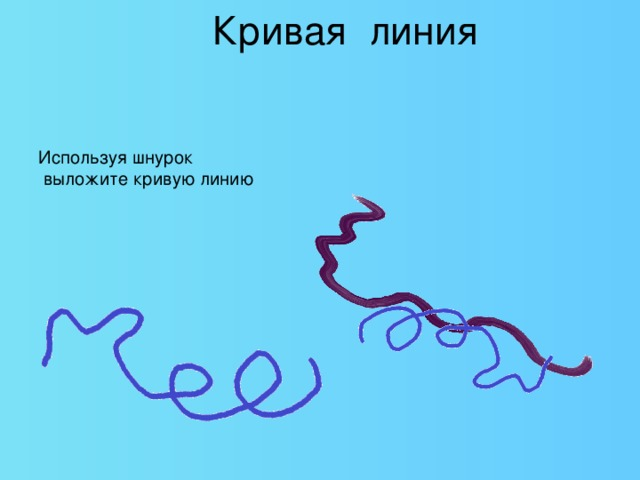 Кривая линия
Используя шнурок
выложите кривую линию